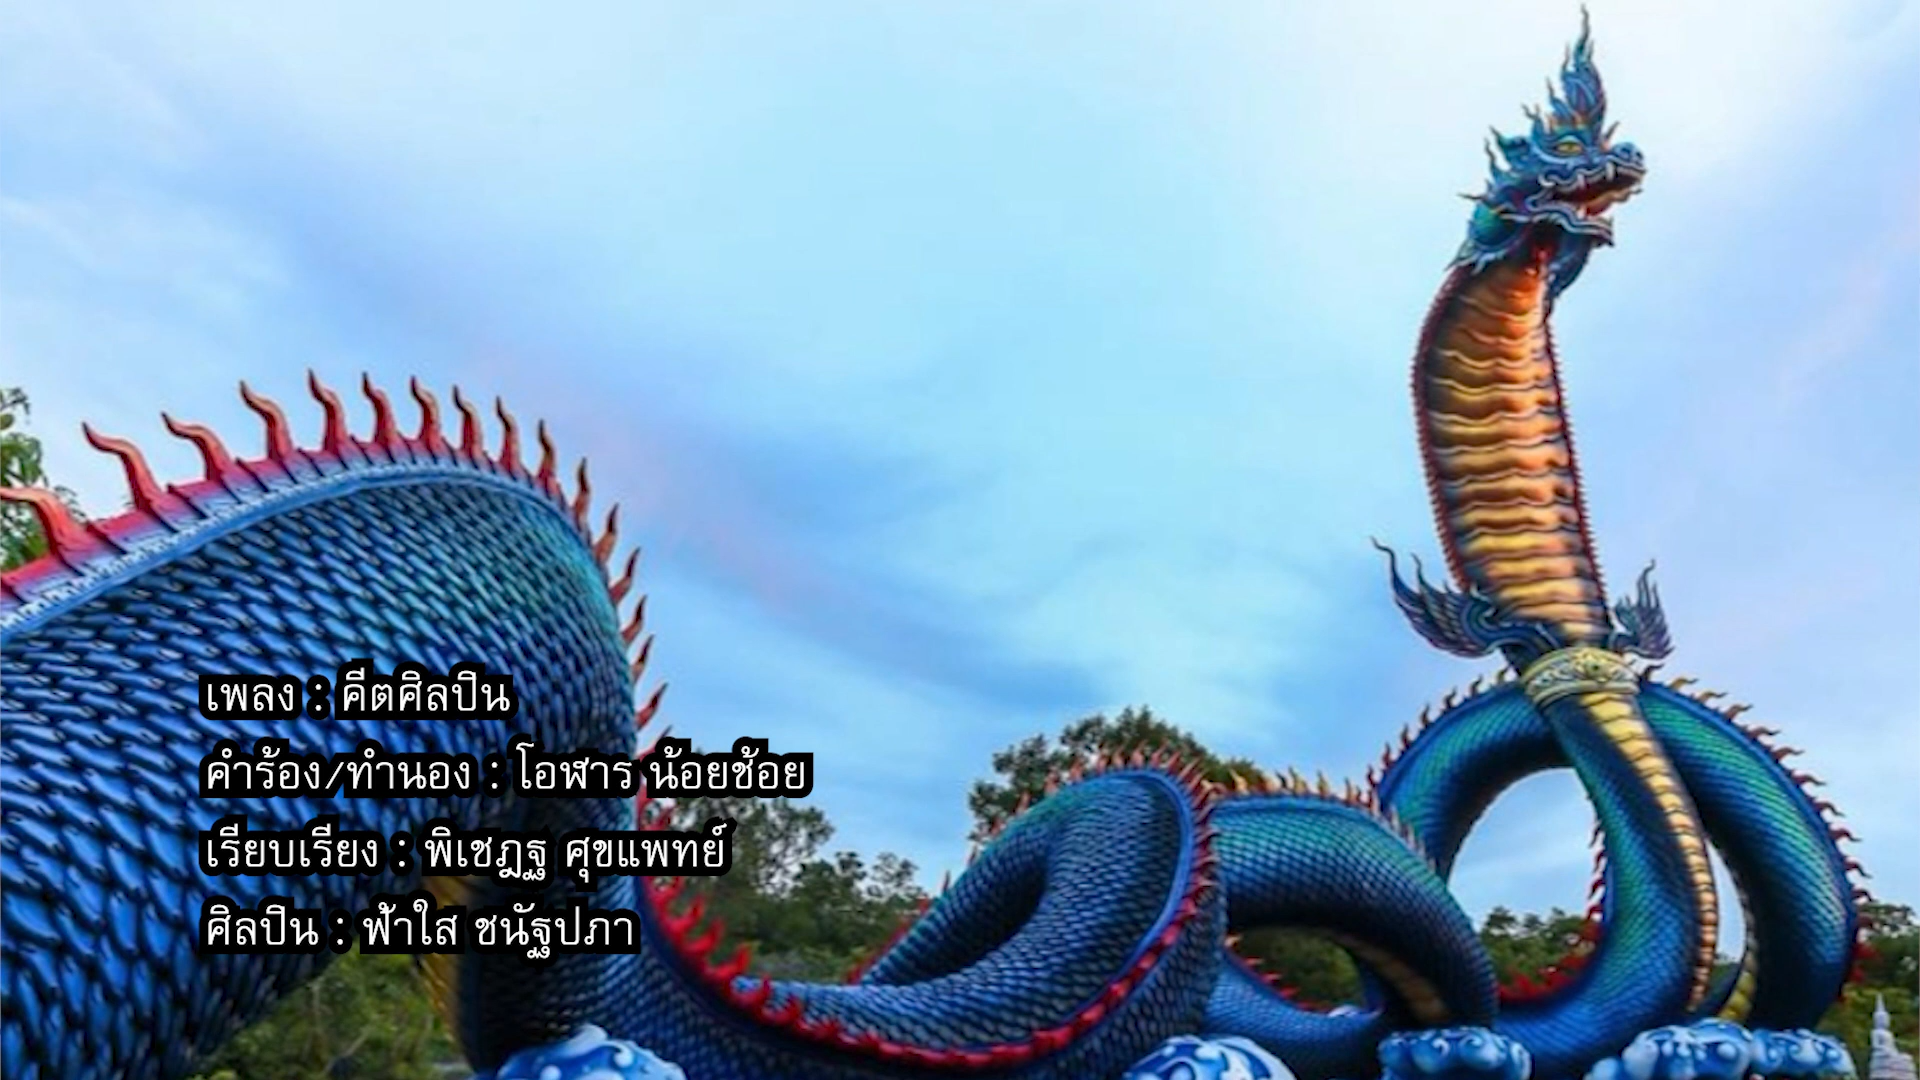 เพลง : คีตศิลปิน
คำร้อง/ทำนอง : โอฬาร น้อยช้อย
เรียบเรียง : พิเชฎฐ ศุขแพทย์
ศิลปิน : ฟ้าใส ชนัฐปภา